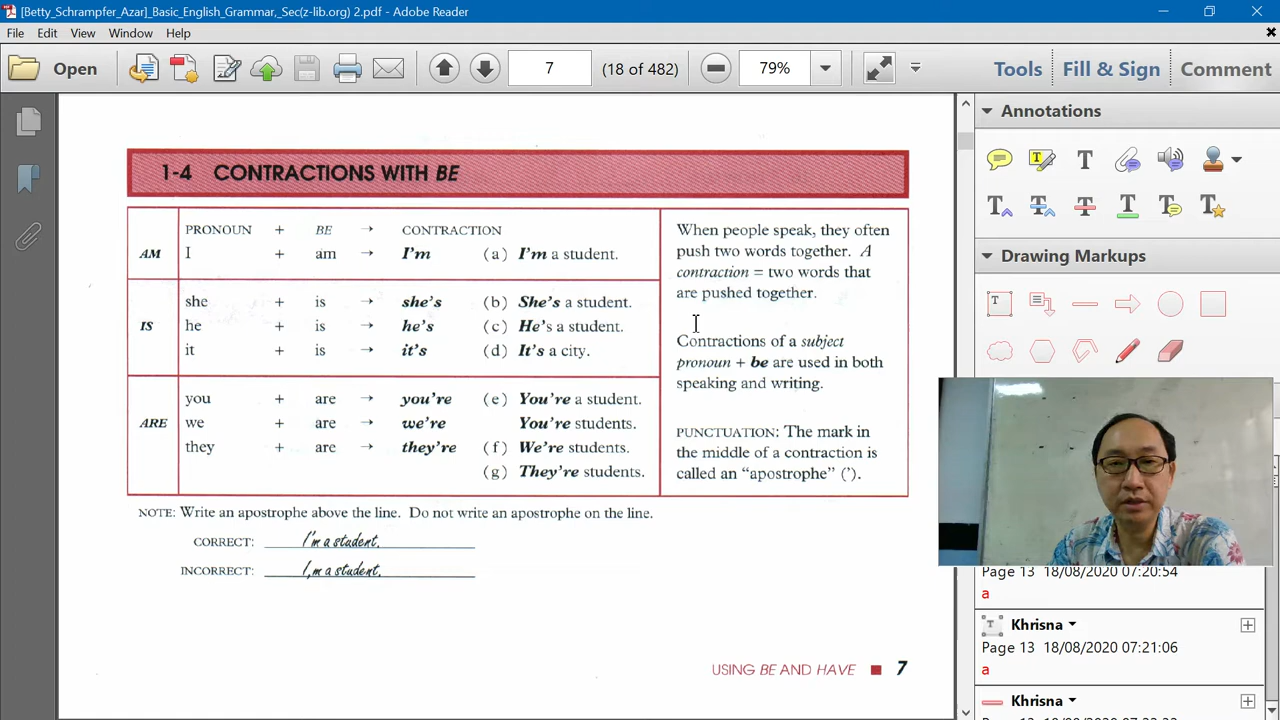 [Betty_Schrampfer_Azar]_Basic_English_Grammar,_Sec(z-lib.org) 2.pdf - Adobe Reader
File Edit View Window Help
Open 7 (18 of 482) 79% Tools Fill & Sign Comment
Annotations
Drawing Markups
1-4 CONTRACTIONS WITH BE
PRONOUN + BE → CONTRACTION
AM I + am → I'm (a) I'm a student.
she + is → she's (b) She's a student.
IS he + is → he's (c) He's a student.
it + is → it's (d) It's a city.
you + are → you're (e) You're a student.
ARE we + are → we're You're students.
they + are → they're (f) We're students.
(g) They're students.
When people speak, they often
push two words together. A
contraction = two words that
are pushed together.
Contractions of a subject
pronoun + be are used in both
speaking and writing.
PUNCTUATION: The mark in
the middle of a contraction is
called an “apostrophe” (’).
NOTE: Write an apostrophe above the line. Do not write an apostrophe on the line.
CORRECT: I'm a student.
INCORRECT: I,m a student.
USING BE AND HAVE ■ 7
Page 13 18/08/2020 07:20:54
a
Khrisna
Page 13 18/08/2020 07:21:06
a
Khrisna